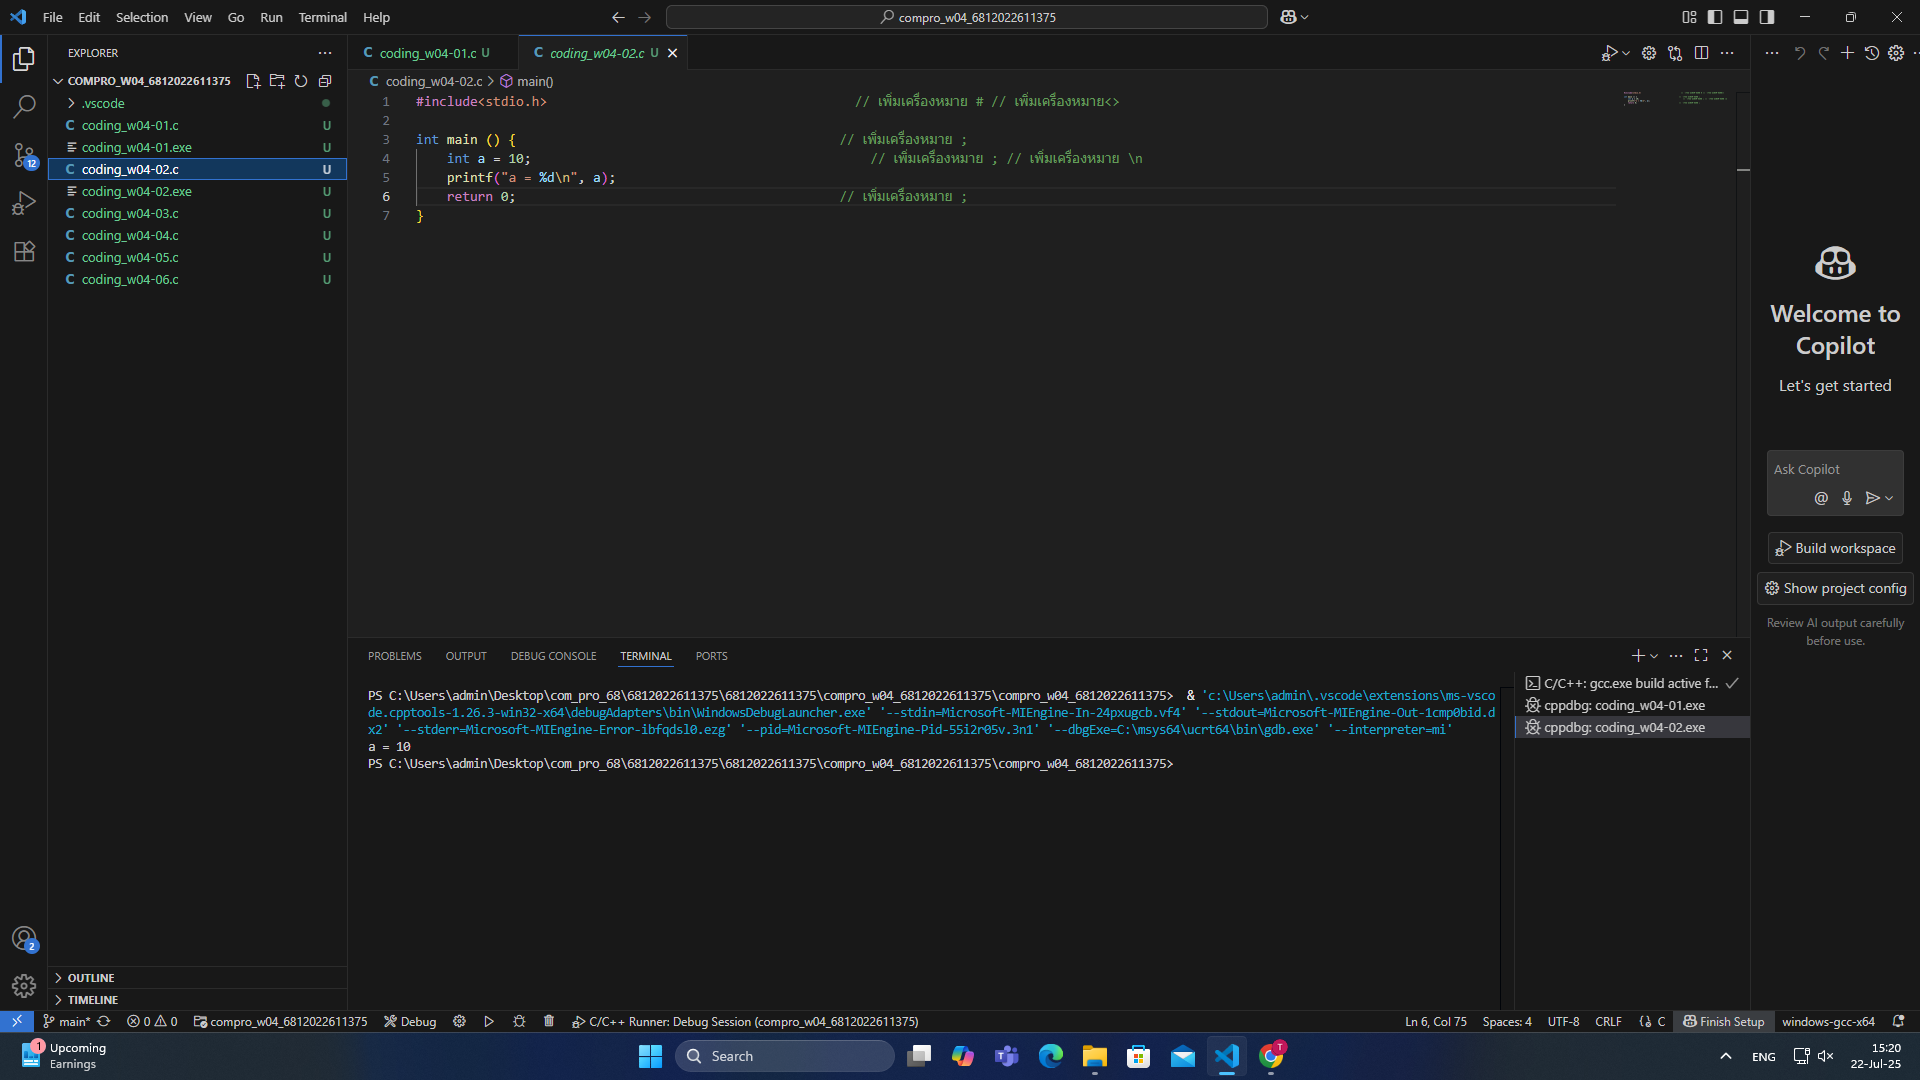 File Edit Selection View Go Run Terminal Help
compro_w04_6812022611375
EXPLORER
COMPRO_W04_6812022611375
.vscode
C coding_w04-01.c U
coding_w04-01.exe U
C coding_w04-02.c U
coding_w04-02.exe U
C coding_w04-03.c U
C coding_w04-04.c U
C coding_w04-05.c U
C coding_w04-06.c U
12
2
OUTLINE
TIMELINE
C coding_w04-01.c U
C coding_w04-02.c U
C coding_w04-02.c > main()
1 #include<stdio.h> // เพิ่มเครื่องหมาย # // เพิ่มเครื่องหมาย<>
2
3 int main () { // เพิ่มเครื่องหมาย ;
4 int a = 10; // เพิ่มเครื่องหมาย ; // เพิ่มเครื่องหมาย \n
5 printf("a = %d\n", a);
6 return 0; // เพิ่มเครื่องหมาย ;
7 }
PROBLEMS OUTPUT DEBUG CONSOLE TERMINAL PORTS
PS C:\Users\admin\Desktop\com_pro_68\6812022611375\6812022611375\compro_w04_6812022611375\compro_w04_6812022611375> & 'c:\Users\admin\.vscode\extensions\ms-vsco
de.cpptools-1.26.3-win32-x64\debugAdapters\bin\WindowsDebugLauncher.exe' '--stdin=Microsoft-MIEngine-In-24pxugcb.vf4' '--stdout=Microsoft-MIEngine-Out-1cmp0bid.d
x2' '--stderr=Microsoft-MIEngine-Error-ibfqdsl0.ezg' '--pid=Microsoft-MIEngine-Pid-55i2r05v.3n1' '--dbgExe=C:\msys64\ucrt64\bin\gdb.exe' '--interpreter=mi'
a = 10
PS C:\Users\admin\Desktop\com_pro_68\6812022611375\6812022611375\compro_w04_6812022611375\compro_w04_6812022611375>
C/C++: gcc.exe build active f...
cppdbg: coding_w04-01.exe
cppdbg: coding_w04-02.exe
Welcome to
Copilot
Let's get started
Ask Copilot
Build workspace
Show project config
Review AI output carefully
before use.
main* 0 0 compro_w04_6812022611375 Debug C/C++ Runner: Debug Session (compro_w04_6812022611375) Ln 6, Col 75 Spaces: 4 UTF-8 CRLF {} C Finish Setup windows-gcc-x64
1
Upcoming
Earnings
Search
T
ENG
15:20
22-Jul-25